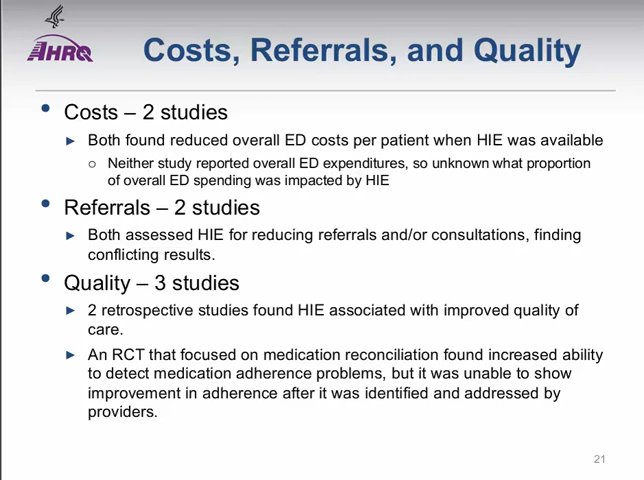 AHRQ
Costs, Referrals, and Quality
• Costs – 2 studies
► Both found reduced overall ED costs per patient when HIE was available
○ Neither study reported overall ED expenditures, so unknown what proportion
of overall ED spending was impacted by HIE
• Referrals – 2 studies
► Both assessed HIE for reducing referrals and/or consultations, finding
conflicting results.
• Quality – 3 studies
► 2 retrospective studies found HIE associated with improved quality of
care.
► An RCT that focused on medication reconciliation found increased ability
to detect medication adherence problems, but it was unable to show
improvement in adherence after it was identified and addressed by
providers.
21